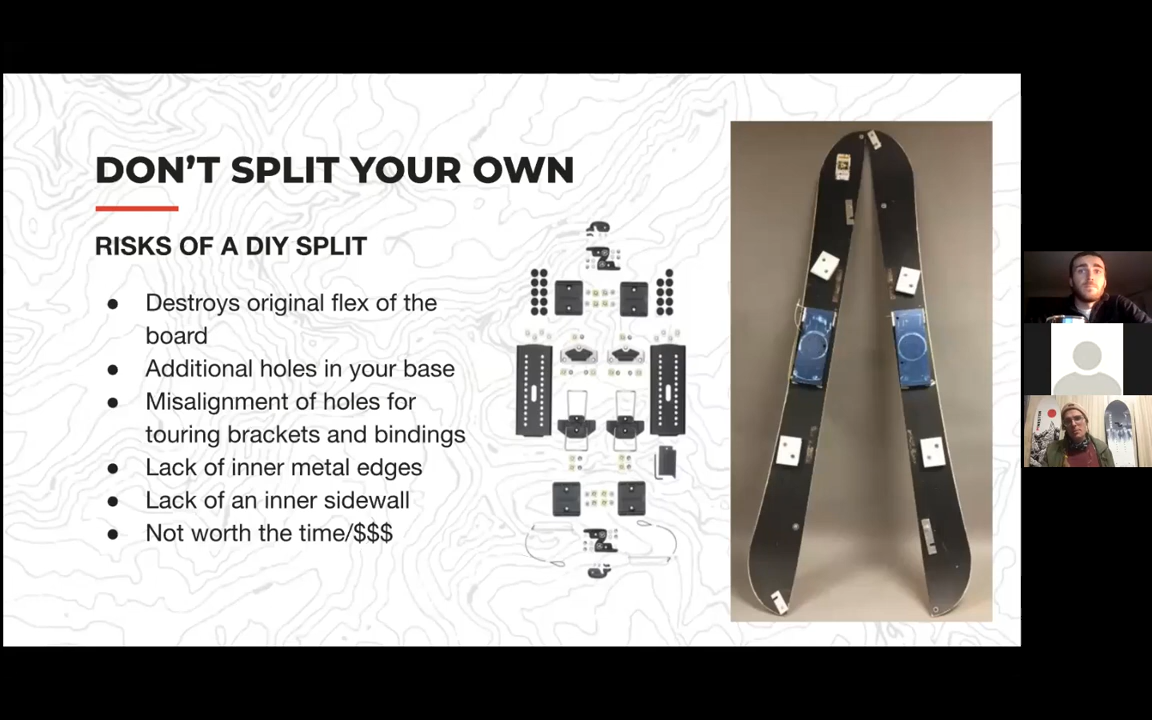 DON'T SPLIT YOUR OWN
RISKS OF A DIY SPLIT
● Destroys original flex of the
board
● Additional holes in your base
● Misalignment of holes for
touring brackets and bindings
● Lack of inner metal edges
● Lack of an inner sidewall
● Not worth the time/$$$